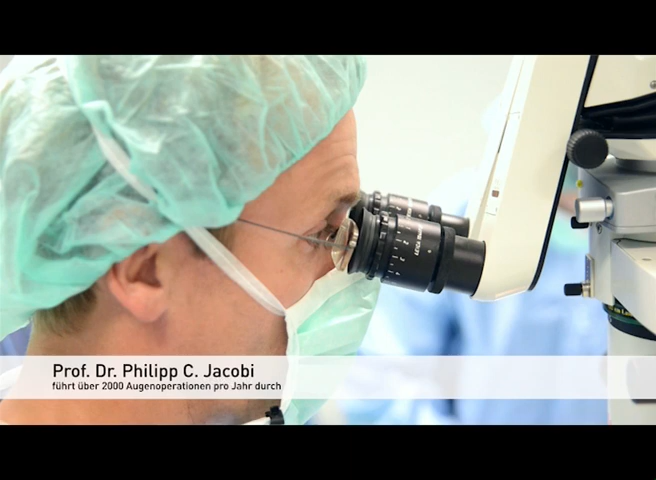 Prof. Dr. Philipp C. Jacobi
führt über 2000 Augenoperationen pro Jahr durch